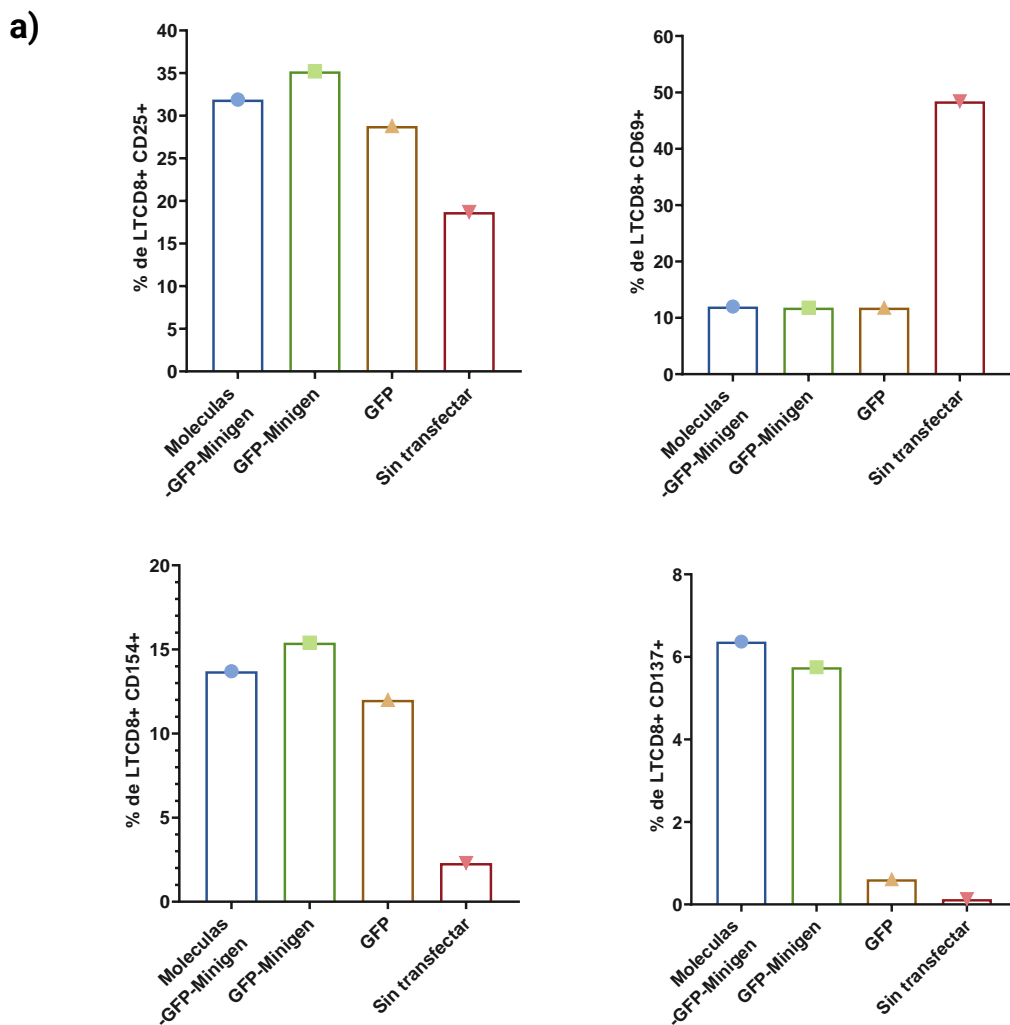 a)
% de LTCD8+ CD25+
40
35
30
25
20
15
10
5
0
Moleculas
-GFP-Minigen
GFP-Minigen
GFP
Sin transfectar
% de LTCD8+ CD69+
60
50
40
30
20
10
0
Moleculas
-GFP-Minigen
GFP-Minigen
GFP
Sin transfectar
% de LTCD8+ CD154+
20
15
10
5
0
Moleculas
-GFP-Minigen
GFP-Minigen
GFP
Sin transfectar
% de LTCD8+ CD137+
8
6
4
2
0
Moleculas
-GFP-Minigen
GFP-Minigen
GFP
Sin transfectar